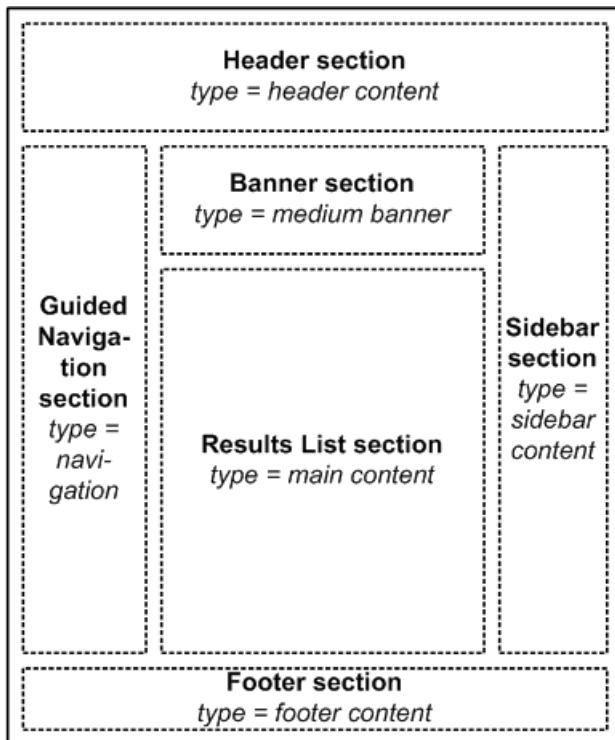 Header section
type = header content
Banner section
type = medium banner
Guided
Naviga-
tion
section
type =
navi-
gation
Results List section
type = main content
Sidebar
section
type =
sidebar
content
Footer section
type = footer content